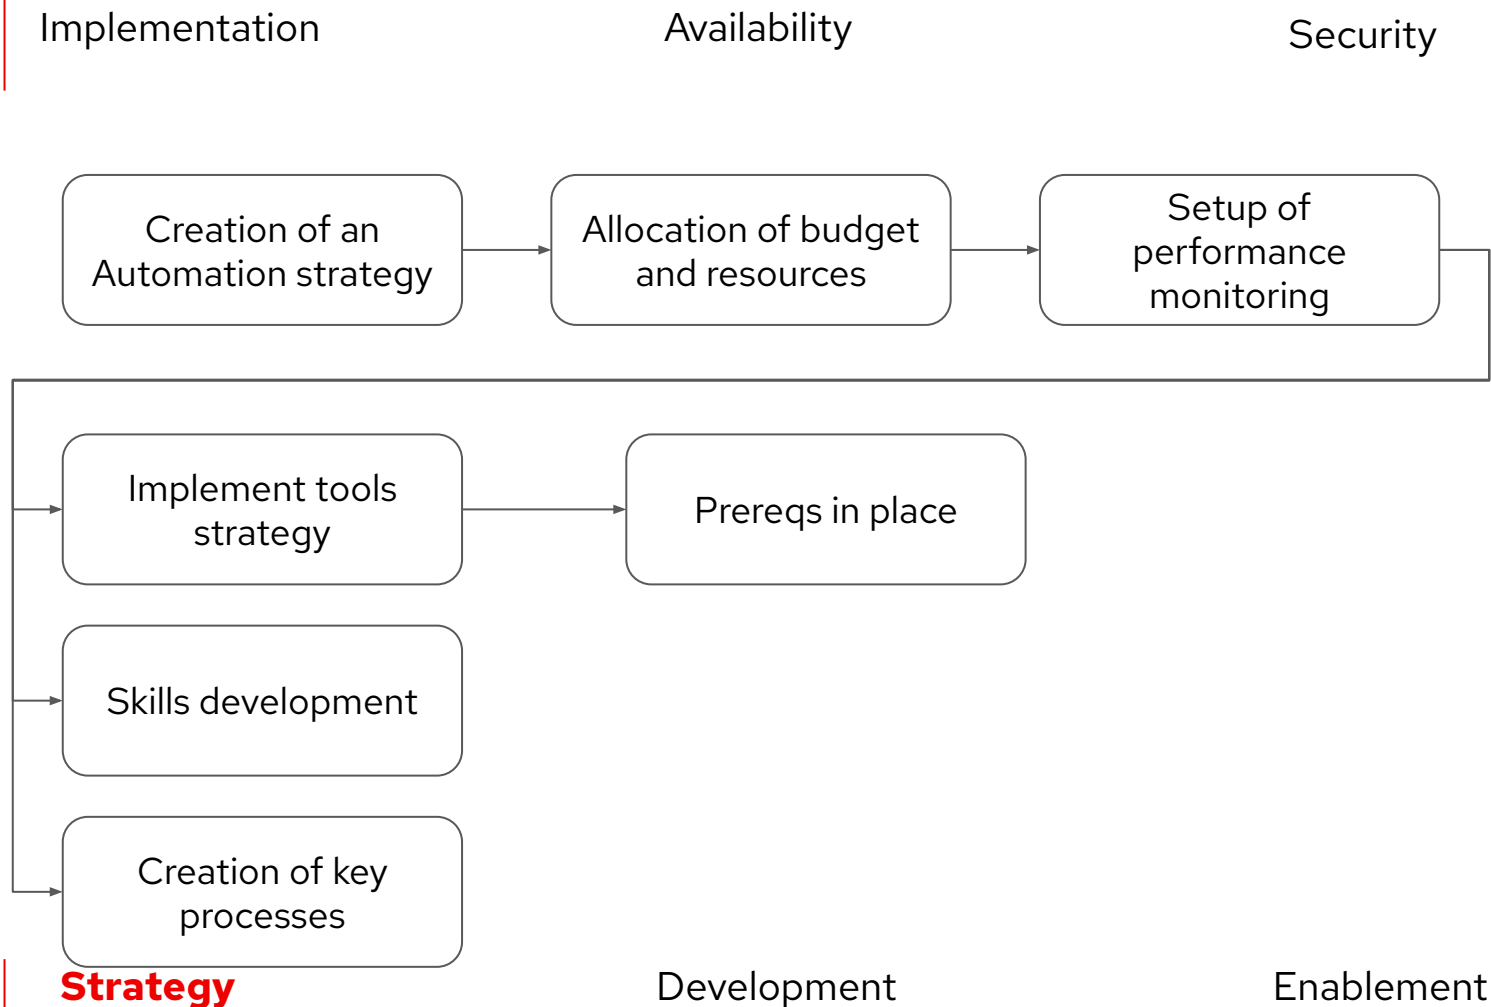 Implementation
Availability
Security
Creation of an
Automation strategy
Allocation of budget
and resources
Setup of
performance
monitoring
Implement tools
strategy
Prereqs in place
Skills development
Creation of key
processes
Strategy
Development
Enablement